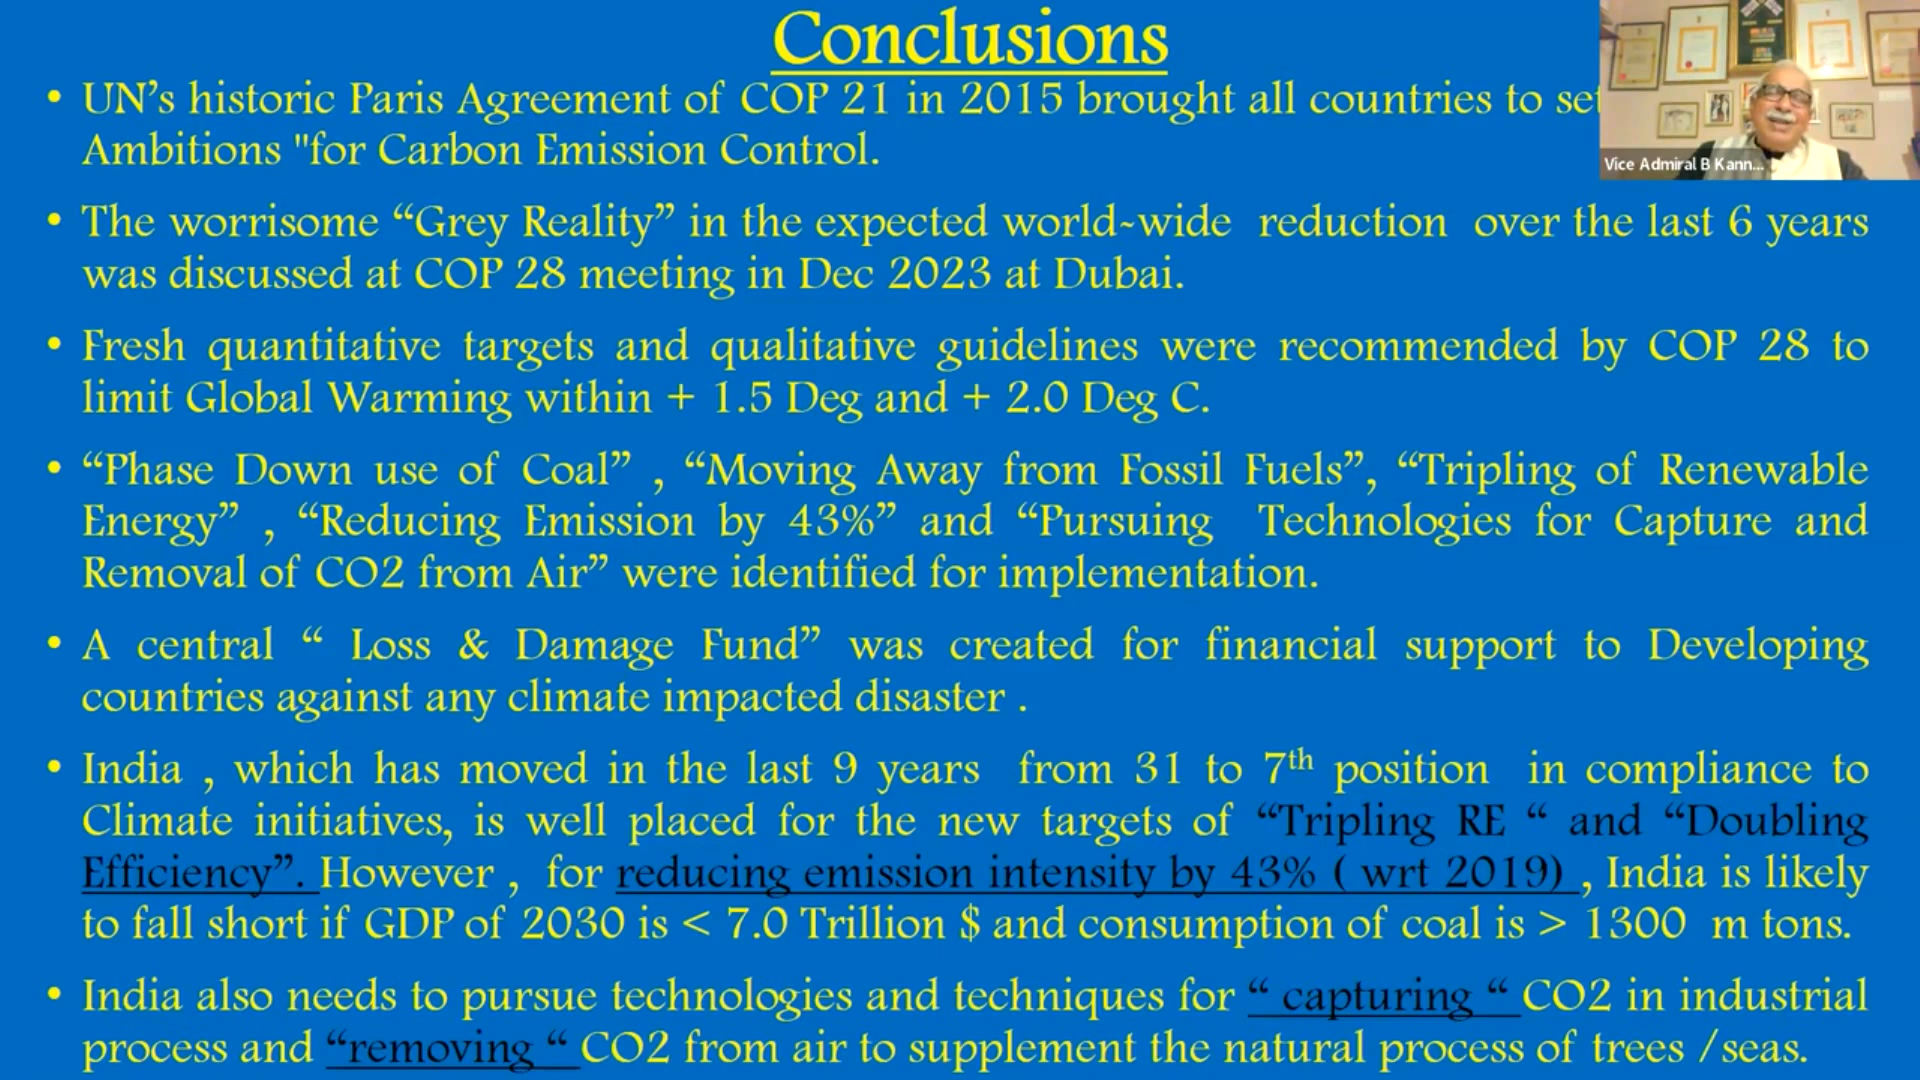 Conclusions
• UN’s historic Paris Agreement of COP 21 in 2015 brought all countries to
Ambitions "for Carbon Emission Control.
Vice Admiral B Kann...
• The worrisome “Grey Reality” in the expected world-wide reduction over the last 6 years
was discussed at COP 28 meeting in Dec 2023 at Dubai.
• Fresh quantitative targets and qualitative guidelines were recommended by COP 28 to
limit Global Warming within + 1.5 Deg and + 2.0 Deg C.
• “Phase Down use of Coal” , “Moving Away from Fossil Fuels”, “Tripling of Renewable
Energy” , “Reducing Emission by 43%” and “Pursuing Technologies for Capture and
Removal of CO2 from Air” were identified for implementation.
• A central “ Loss & Damage Fund” was created for financial support to Developing
countries against any climate impacted disaster .
• India , which has moved in the last 9 years from 31 to 7th position in compliance to
Climate initiatives, is well placed for the new targets of “Tripling RE “ and “Doubling
Efficiency”. However , for reducing emission intensity by 43% ( wrt 2019) , India is likely
to fall short if GDP of 2030 is < 7.0 Trillion $ and consumption of coal is > 1300 m tons.
• India also needs to pursue technologies and techniques for “ capturing “ CO2 in industrial
process and “removing “ CO2 from air to supplement the natural process of trees /seas.